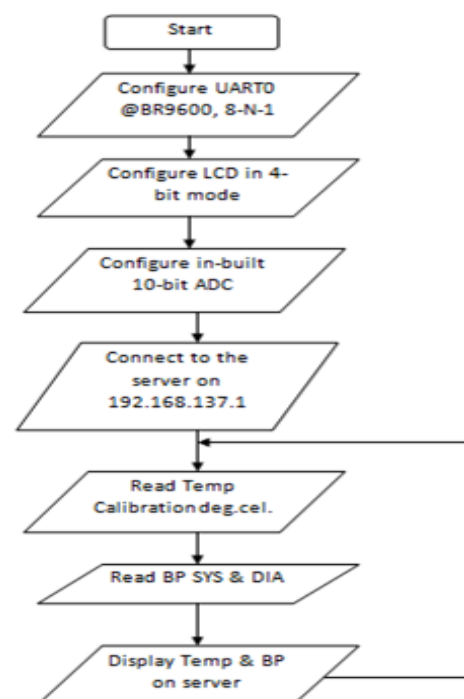 Start
Configure UART0
@BR9600, 8-N-1
Configure LCD in 4-
bit mode
Configure in-built
10-bit ADC
Connect to the
server on
192.168.137.1
Read Temp
Calibration deg.cel.
Read BP SYS & DIA
Display Temp & BP
on server